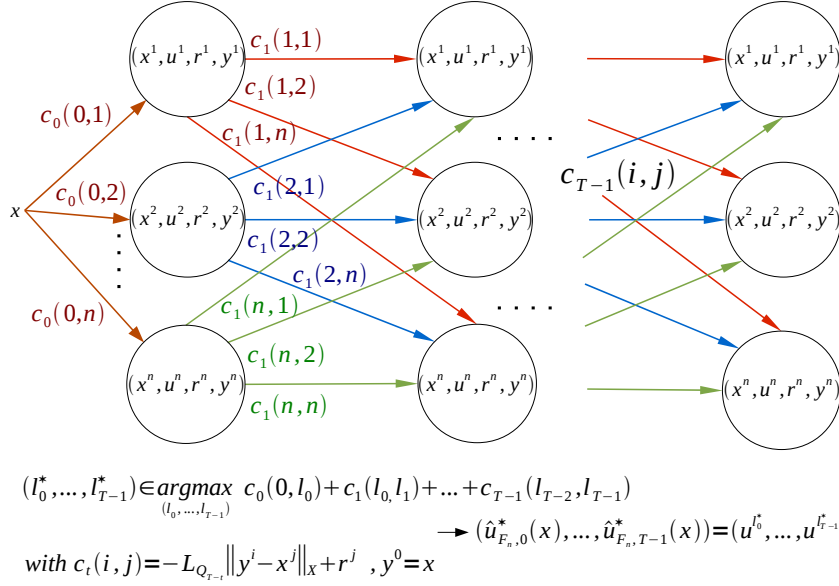 (x¹,u¹,r¹,y¹) c₁(1,1) (x¹,u¹,r¹,y¹) (x¹,u¹,r¹,y¹)
c₁(1,2)
c₀(0,1)
c₁(1,n)
. . . .
c_{T−1}(i,j)
c₀(0,2)
c₁(2,1)
x (x²,u²,r²,y²) (x²,u²,r²,y²) (x²,u²,r²,y²)
c₁(2,2)
. . . .
c₁(2,n)
c₀(0,n)
c₁(n,1)
. . . .
c₁(n,2)
(xⁿ,uⁿ,rⁿ,yⁿ) (xⁿ,uⁿ,rⁿ,yⁿ) (xⁿ,uⁿ,rⁿ,yⁿ)
c₁(n,n)
(l₀*,...,l_{T−1}*)∈argmax c₀(0,l₀)+c₁(l₀,l₁)+...+c_{T−1}(l_{T−2},l_{T−1})
(l₀,...,l_{T−1})
→ (û*_{Fₙ,0}(x),...,û*_{Fₙ,T−1}(x))=(u^{l₀*},...,u^{l_{T−1}*}
with c_t(i,j)=−L_{Q_{T−t}}‖yⁱ−xʲ‖_X+rʲ ,y⁰=x